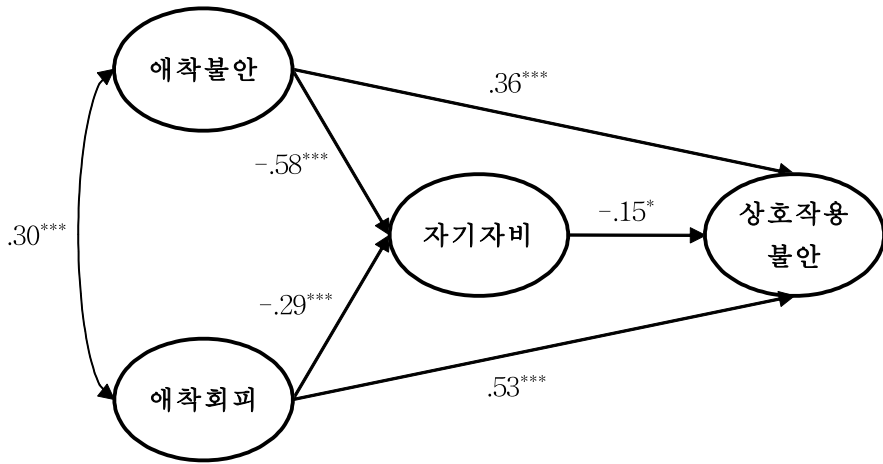 애착불안
.36***
-.58***
.30***
자기자비
-.15*
상호작용
불안
-.29***
애착회피
.53***